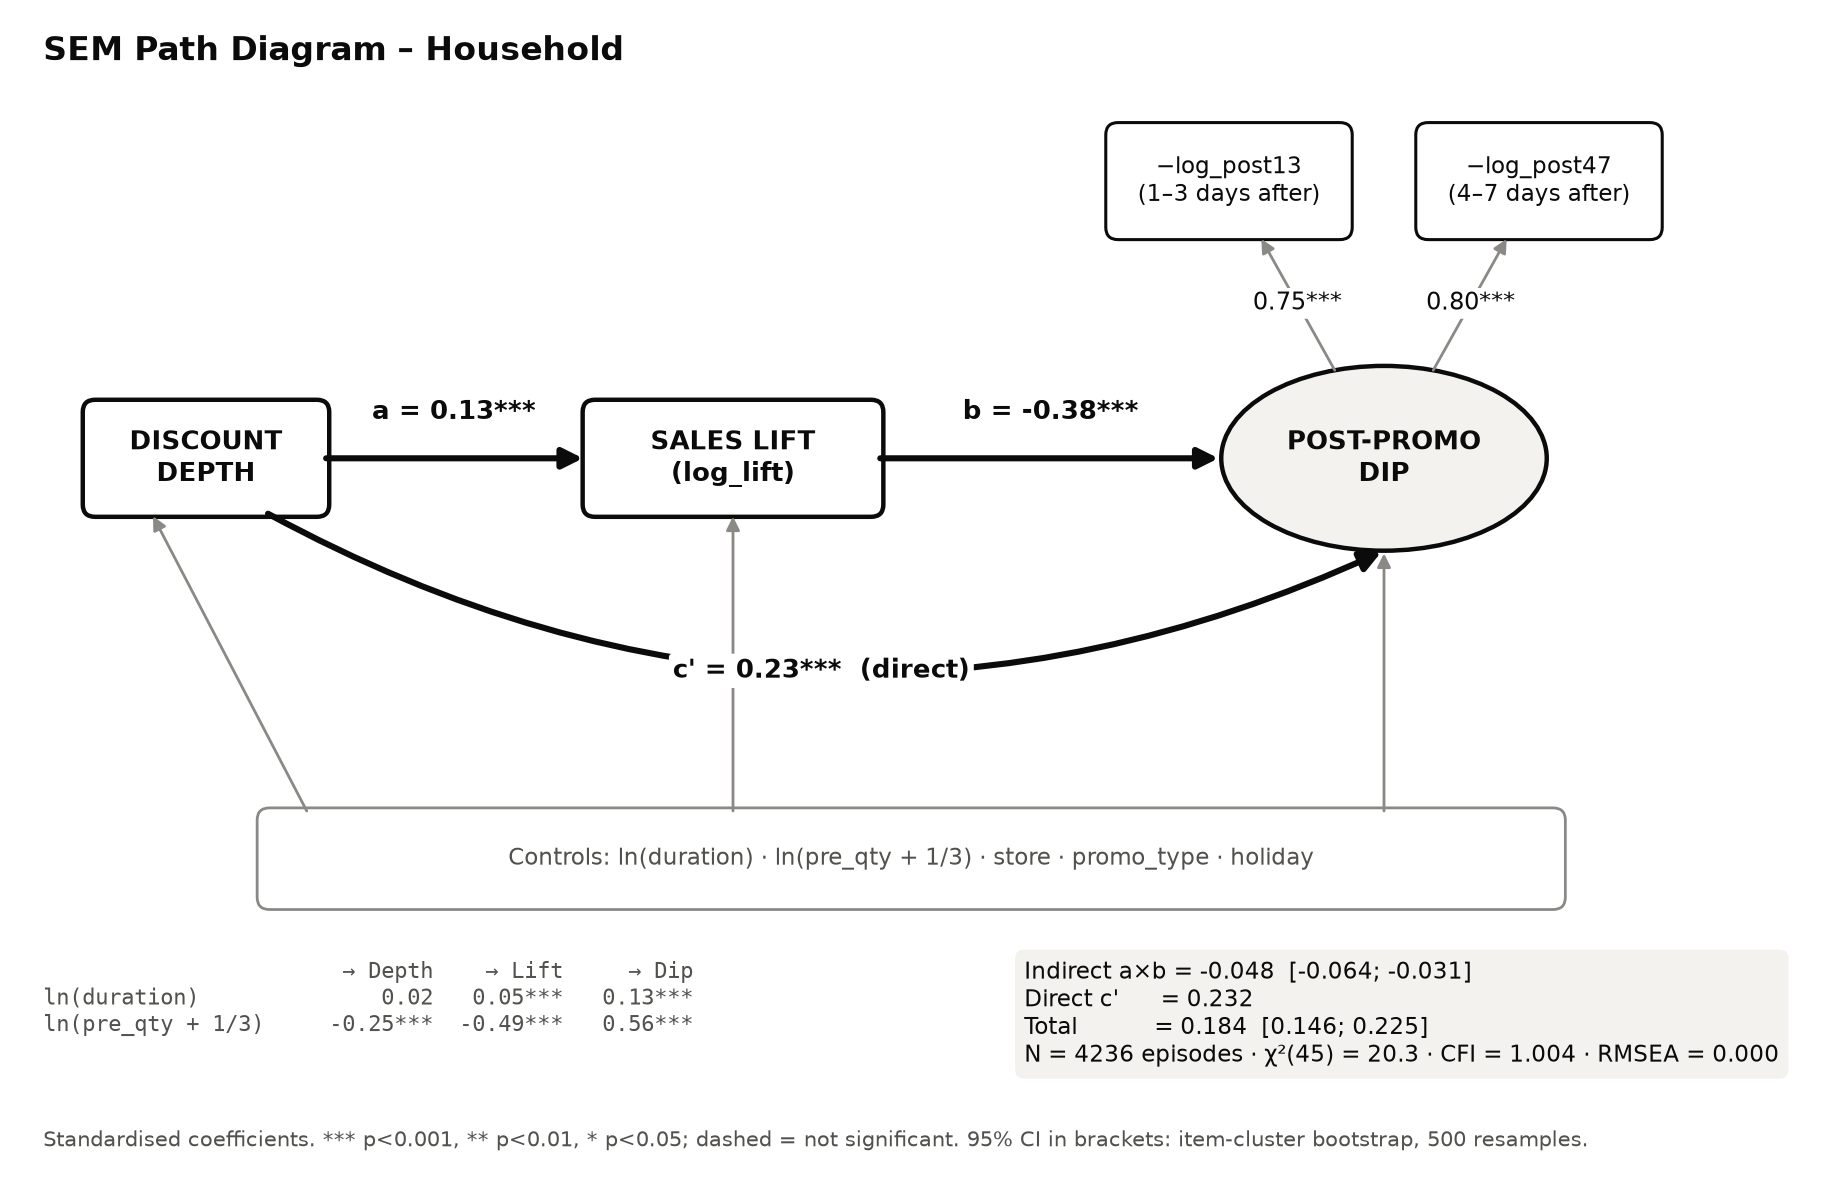 SEM Path Diagram – Household
−log_post13
(1–3 days after)
−log_post47
(4–7 days after)
0.75***
0.80***
DISCOUNT
DEPTH
a = 0.13***
SALES LIFT
(log_lift)
b = -0.38***
POST-PROMO
DIP
c' = 0.23***  (direct)
Controls: ln(duration) · ln(pre_qty + 1/3) · store · promo_type · holiday
→ Depth    → Lift     → Dip
ln(duration)              0.02   0.05***   0.13***
ln(pre_qty + 1/3)     -0.25***  -0.49***   0.56***
Indirect a×b = -0.048  [-0.064; -0.031]
Direct c'      = 0.232
Total           = 0.184  [0.146; 0.225]
N = 4236 episodes · χ²(45) = 20.3 · CFI = 1.004 · RMSEA = 0.000
Standardised coefficients. *** p<0.001, ** p<0.01, * p<0.05; dashed = not significant. 95% CI in brackets: item-cluster bootstrap, 500 resamples.